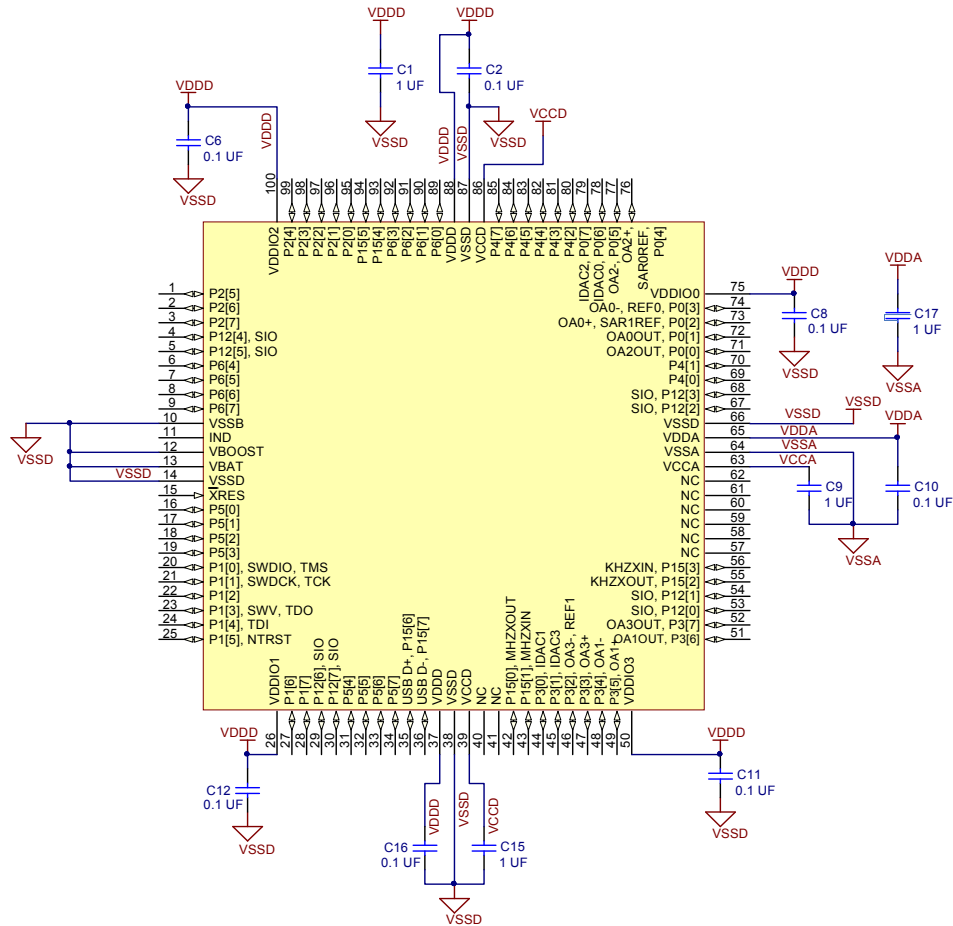 VDDD
VDDD
C1
1 UF
VSSD
C2
0.1 UF
VSSD
VDDD
VSSD
VCCD
VDDD
C6
0.1 UF
VSSD
VDDD
100
99
98
97
96
95
94
93
92
91
90
89
88
87
86
85
84
83
82
81
80
79
78
77
76
VDDIO2
P2[4]
P2[3]
P2[2]
P2[1]
P2[0]
P15[5]
P15[4]
P6[3]
P6[2]
P6[1]
P6[0]
VDDD
VSSD
VCCD
P4[7]
P4[6]
P4[5]
P4[4]
P4[3]
P4[2]
IDAC2, P0[7]
IDAC0, P0[6]
OA2-, P0[5]
OA2+,
SAR0REF,
P0[4]
1 P2[5]
2 P2[6]
3 P2[7]
4 P12[4], SIO
5 P12[5], SIO
6 P6[4]
7 P6[5]
8 P6[6]
9 P6[7]
10 VSSB
11 IND
12 VBOOST
13 VBAT
14 VSSD
15 XRES
16 P5[0]
17 P5[1]
18 P5[2]
19 P5[3]
20 P1[0], SWDIO, TMS
21 P1[1], SWDCK, TCK
22 P1[2]
23 P1[3], SWV, TDO
24 P1[4], TDI
25 P1[5], NTRST
VSSD
VSSD
VDDIO0 75
OA0-, REF0, P0[3] 74
OA0+, SAR1REF, P0[2] 73
OA0OUT, P0[1] 72
OA2OUT, P0[0] 71
P4[1] 70
P4[0] 69
SIO, P12[3] 68
SIO, P12[2] 67
VSSD 66
VDDA 65
VSSA 64
VCCA 63
NC 62
NC 61
NC 60
NC 59
NC 58
NC 57
KHZXIN, P15[3] 56
KHZXOUT, P15[2] 55
SIO, P12[1] 54
SIO, P12[0] 53
OA3OUT, P3[7] 52
OA1OUT, P3[6] 51
VDDD
C8
0.1 UF
VSSD
VDDA
C17
1 UF
VSSA
VSSD
VSSD
VDDA
VDDA
VSSA
VCCA
C9
1 UF
C10
0.1 UF
VSSA
VDDIO1
P1[6]
P1[7]
P12[6], SIO
P12[7], SIO
P5[4]
P5[5]
P5[6]
P5[7]
USB D+, P15[6]
USB D-, P15[7]
VDDD
VSSD
VCCD
NC
NC
P15[0], MHZXOUT
P15[1], MHZXIN
P3[0], IDAC1
P3[1], IDAC3
P3[2], OA3-, REF1
P3[3], OA3+
P3[4], OA1-
P3[5], OA1+
VDDIO3
26
27
28
29
30
31
32
33
34
35
36
37
38
39
40
41
42
43
44
45
46
47
48
49
50
VDDD
C12
0.1 UF
VSSD
VDDD
VSSD
VCCD
C16
0.1 UF
C15
1 UF
VSSD
VDDD
C11
0.1 UF
VSSD